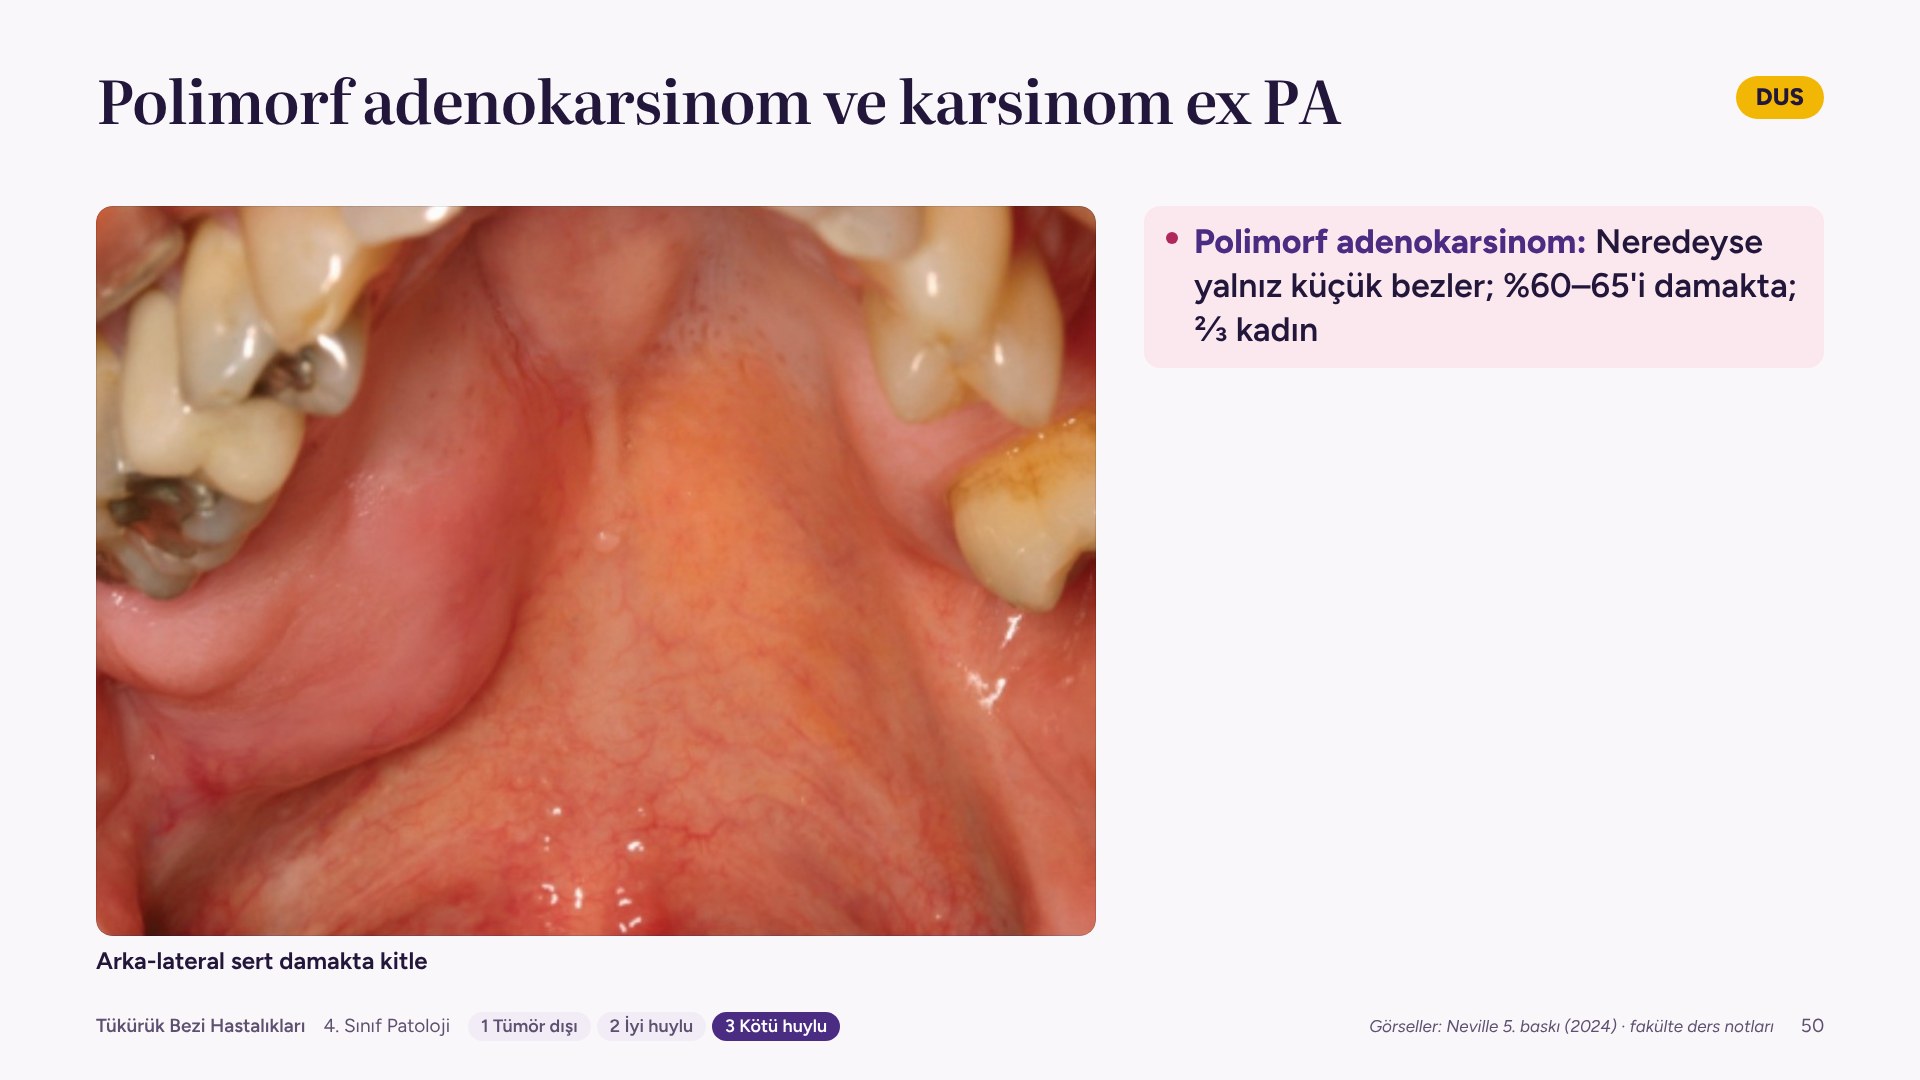 Polimorf adenokarsinom ve karsinom ex PA
DUS
• Polimorf adenokarsinom: Neredeyse
yalnız küçük bezler; %60–65'i damakta;
⅔ kadın
Arka-lateral sert damakta kitle
Tükürük Bezi Hastalıkları 4. Sınıf Patoloji 1 Tümör dışı 2 İyi huylu 3 Kötü huylu
Görseller: Neville 5. baskı (2024) · fakülte ders notları 50